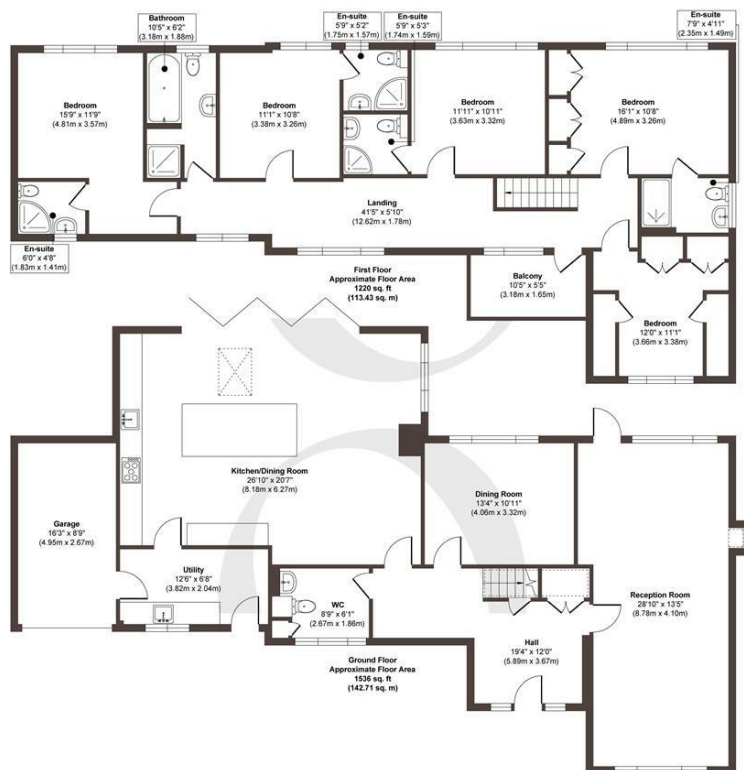 Bathroom
10'5" x 6'2"
(3.18m x 1.88m)
En-suite
5'9" x 5'2"
(1.75m x 1.57m)
En-suite
5'9" x 5'3"
(1.74m x 1.59m)
En-suite
7'9" x 4'11"
(2.35m x 1.49m)
Bedroom
15'9" x 11'9"
(4.81m x 3.57m)
Bedroom
11'1" x 10'8"
(3.38m x 3.26m)
Bedroom
11'11" x 10'11"
(3.63m x 3.32m)
Bedroom
16'1" x 10'8"
(4.89m x 3.26m)
Landing
41'5" x 5'10"
(12.62m x 1.78m)
En-suite
6'0" x 4'8"
(1.83m x 1.41m)
First Floor
Approximate Floor Area
1220 sq. ft
(113.43 sq. m)
Balcony
10'5" x 5'5"
(3.18m x 1.65m)
Bedroom
12'0" x 11'1"
(3.66m x 3.38m)
Kitchen/Dining Room
26'10" x 20'7"
(8.18m x 6.27m)
Dining Room
13'4" x 10'11"
(4.06m x 3.32m)
Garage
16'3" x 8'9"
(4.95m x 2.67m)
Utility
12'6" x 6'8"
(3.82m x 2.04m)
WC
8'9" x 6'1"
(2.67m x 1.86m)
Reception Room
28'10" x 13'5"
(8.78m x 4.10m)
Hall
19'4" x 12'0"
(5.89m x 3.67m)
Ground Floor
Approximate Floor Area
1536 sq. ft
(142.71 sq. m)